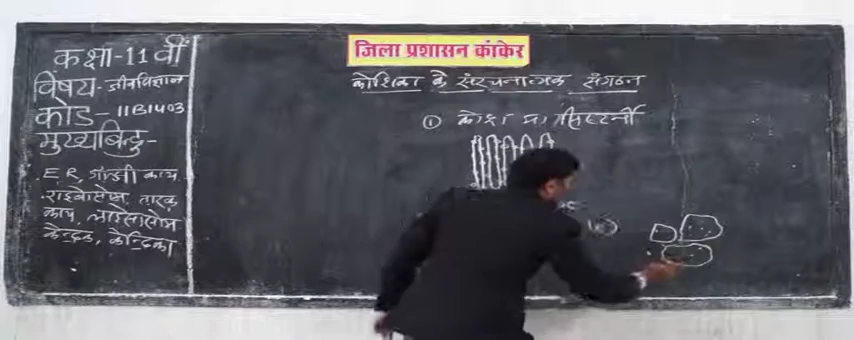 जिला प्रशासन कांकेर
कक्षा-11 वीं
विषय- जीवविज्ञान
कोड- 11B1403
मुख्यबिन्दु-
. E R, गॉल्जी काय
. राइबोसोम, तारक
काय, लाइसोसोम
केन्द्रक, केन्द्रिका
कोशिका के संरचनात्मक संगठन
① कोशा